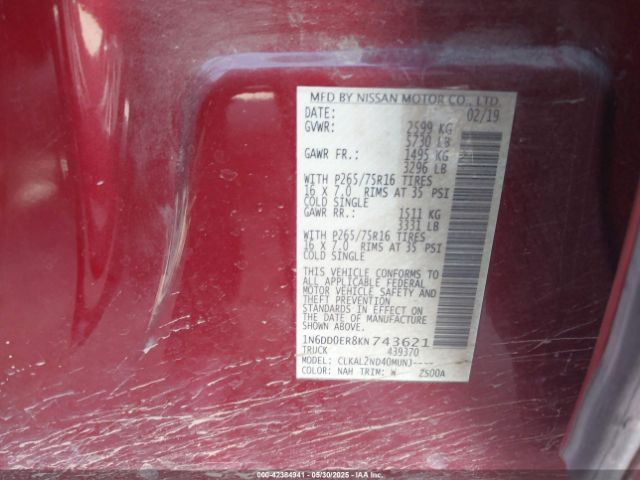 MFD BY NISSAN MOTOR CO., LTD.
DATE: 02/19
GVWR: 2599 KG
5730 LB
GAWR FR.: 1495 KG
3296 LB
WITH P265/75R16 TIRES
16 X 7.0 RIMS AT 35 PSI
COLD SINGLE
GAWR RR.: 1511 KG
3331 LB
WITH P265/75R16 TIRES
16 X 7.0 RIMS AT 35 PSI
COLD SINGLE
THIS VEHICLE CONFORMS TO
ALL APPLICABLE FEDERAL
MOTOR VEHICLE SAFETY AND
THEFT PREVENTION
STANDARDS IN EFFECT ON
THE DATE OF MANUFACTURE
SHOWN ABOVE.
1N6DD0ER8KN743621
TRUCK 439370
MODEL: CLKAL2ND40MUNJ----
COLOR: NAH TRIM: W 2500A
000-42384941 — 05/30/2025 — IAA Inc.